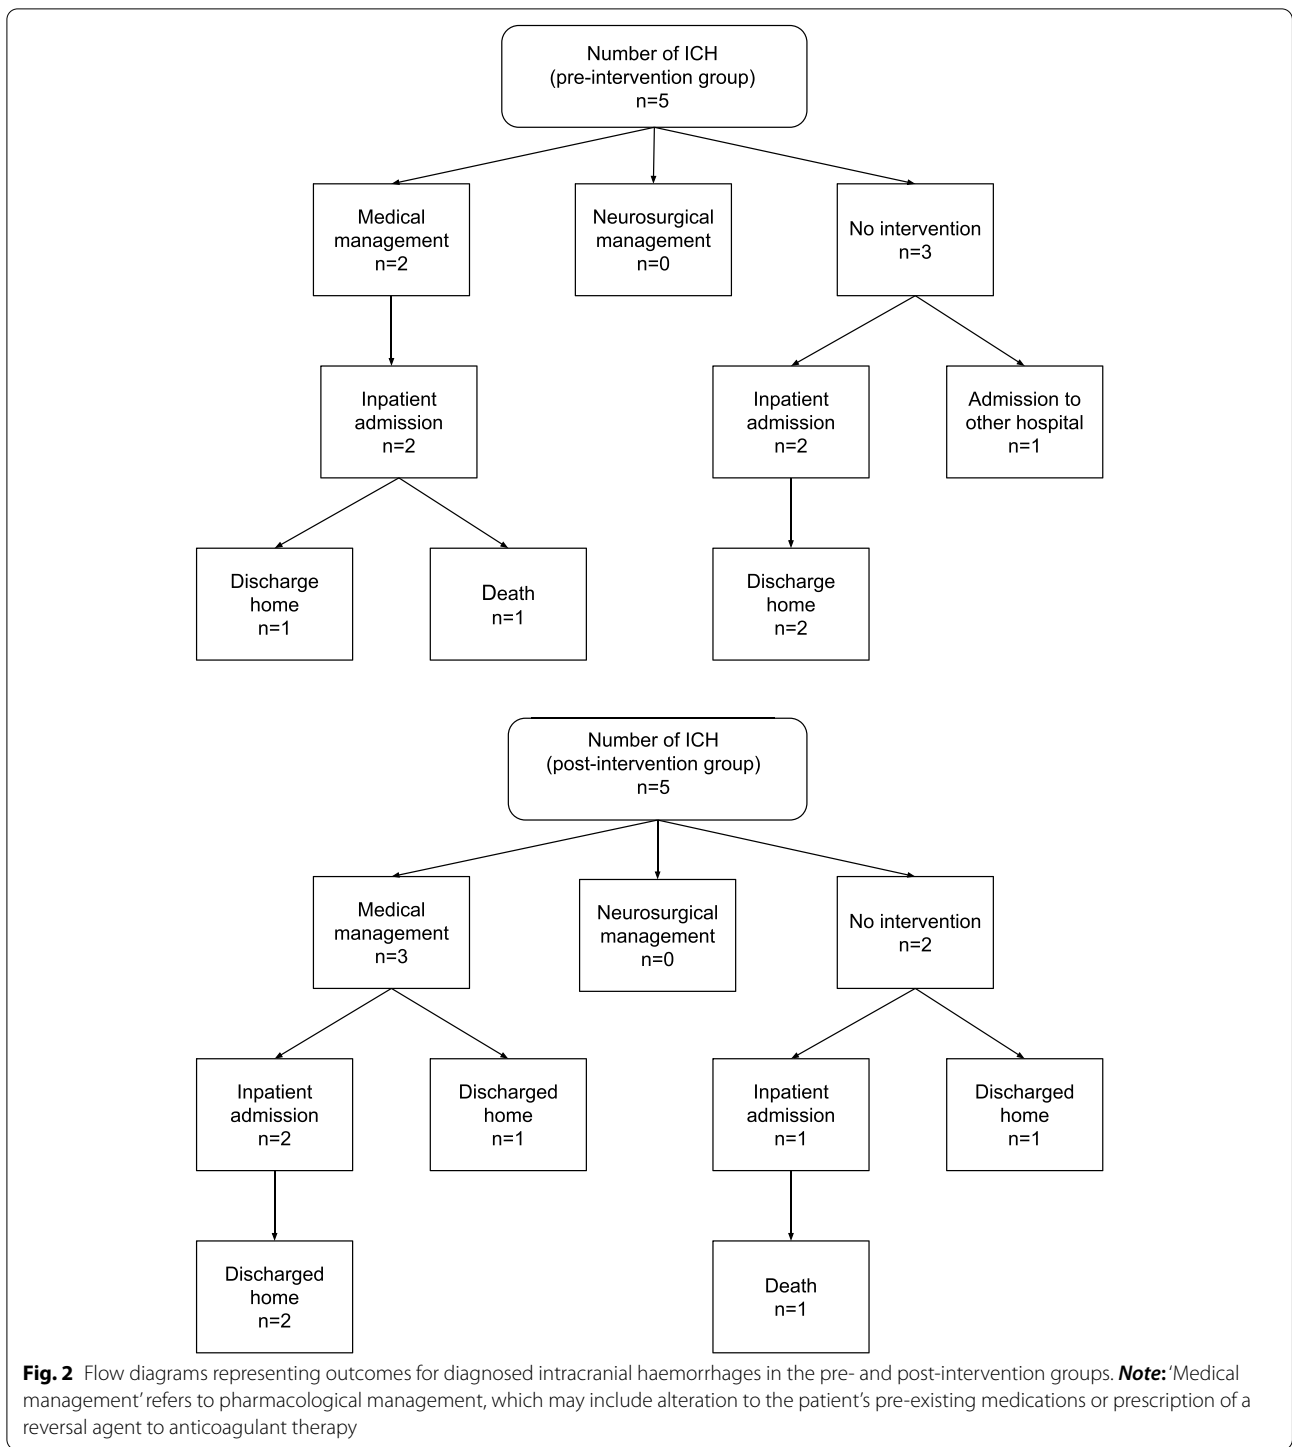 Number of ICH
(pre-intervention group)
n=5
Medical
management
n=2
Neurosurgical
management
n=0
No intervention
n=3
Inpatient
admission
n=2
Inpatient
admission
n=2
Admission to
other hospital
n=1
Discharge
home
n=1
Death
n=1
Discharge
home
n=2
Number of ICH
(post-intervention group)
n=5
Medical
management
n=3
Neurosurgical
management
n=0
No intervention
n=2
Inpatient
admission
n=2
Discharged
home
n=1
Inpatient
admission
n=1
Discharged
home
n=1
Discharged
home
n=2
Death
n=1
Fig. 2 Flow diagrams representing outcomes for diagnosed intracranial haemorrhages in the pre- and post-intervention groups. Note: ‘Medical
management’ refers to pharmacological management, which may include alteration to the patient’s pre-existing medications or prescription of a
reversal agent to anticoagulant therapy